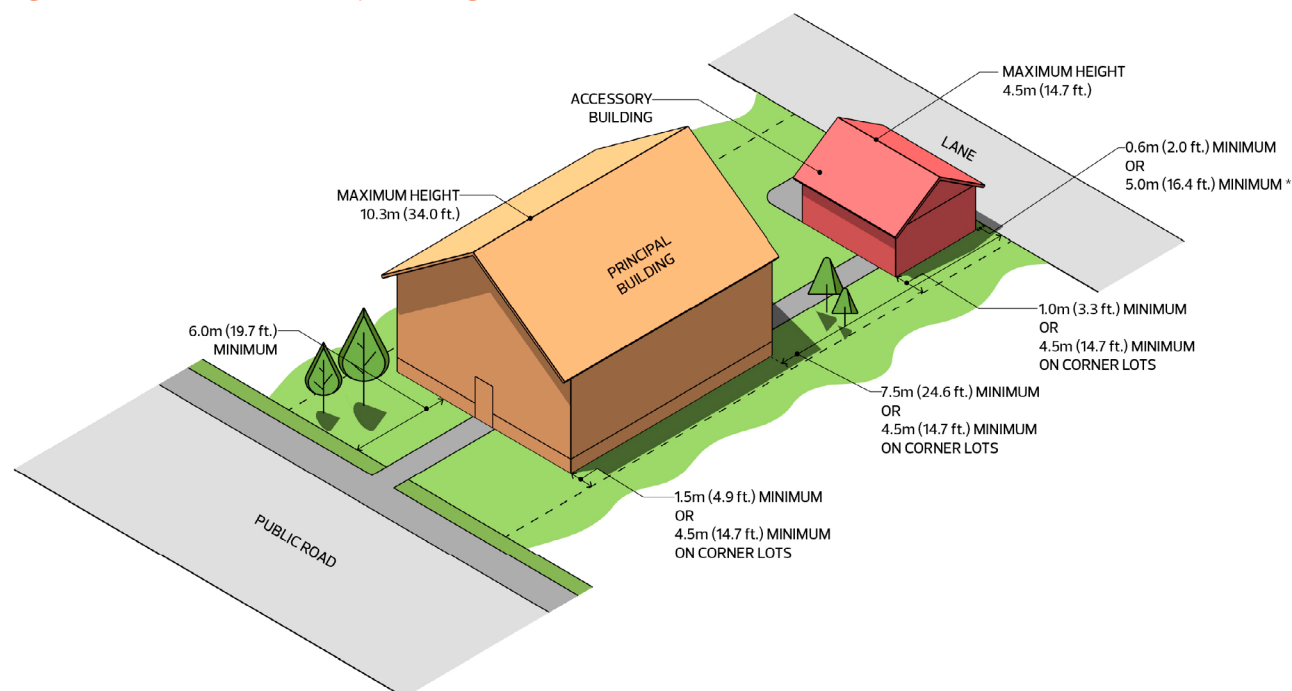 MAXIMUM HEIGHT
4.5m (14.7 ft.)
ACCESSORY
BUILDING
LANE
0.6m (2.0 ft.) MINIMUM
OR
5.0m (16.4 ft.) MINIMUM *
MAXIMUM HEIGHT
10.3m (34.0 ft.)
PRINCIPAL
BUILDING
6.0m (19.7 ft.)
MINIMUM
1.0m (3.3 ft.) MINIMUM
OR
4.5m (14.7 ft.) MINIMUM
ON CORNER LOTS
7.5m (24.6 ft.) MINIMUM
OR
4.5m (14.7 ft.) MINIMUM
ON CORNER LOTS
1.5m (4.9 ft.) MINIMUM
OR
4.5m (14.7 ft.) MINIMUM
ON CORNER LOTS
PUBLIC ROAD